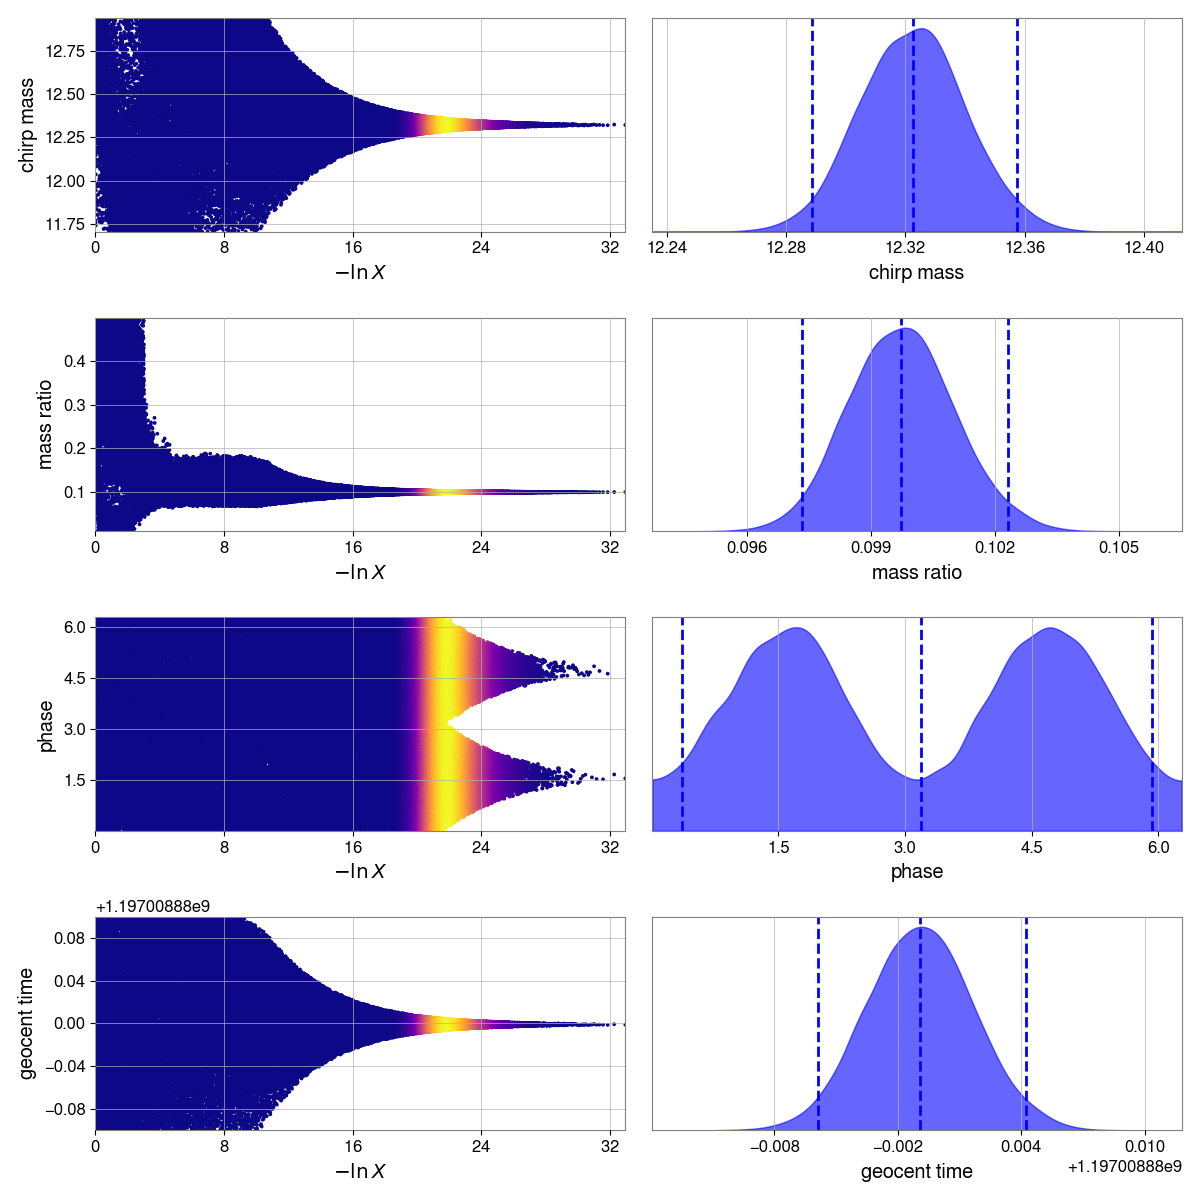 chirp mass
12.75
12.50
12.25
12.00
11.75
0 8 16 24 32
−ln X
12.24 12.28 12.32 12.36 12.40
chirp mass
mass ratio
0.4
0.3
0.2
0.1
0 8 16 24 32
−ln X
0.096 0.099 0.102 0.105
mass ratio
phase
6.0
4.5
3.0
1.5
0 8 16 24 32
−ln X
1.5 3.0 4.5 6.0
phase
+1.19700888e9
geocent time
0.08
0.04
0.00
−0.04
−0.08
0 8 16 24 32
−ln X
−0.008 −0.002 0.004 0.010
+1.19700888e9
geocent time